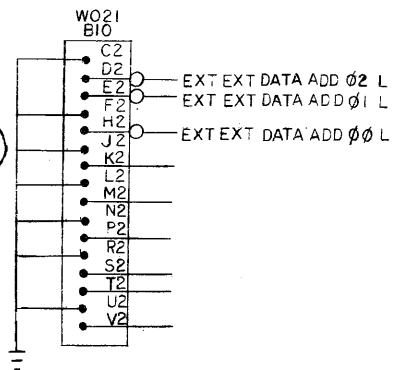 W021
B10
C2
D2
E2 EXT EXT DATA ADD Ø2 L
F2 EXT EXT DATA ADD Ø1 L
H2
J2 EXT EXT DATA ADD ØØ L
K2
L2
M2
N2
P2
R2
S2
T2
U2
V2